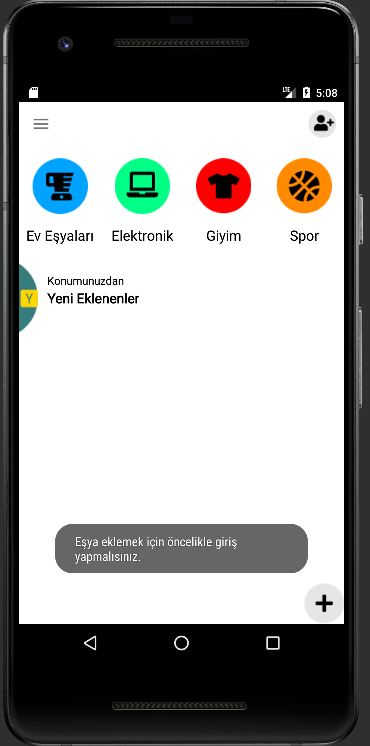 LTE 5:08
Ev Eşyaları Elektronik Giyim Spor
Konumunuzdan
Y Yeni Eklenenler
Eşya eklemek için öncelikle giriş
yapmalısınız.